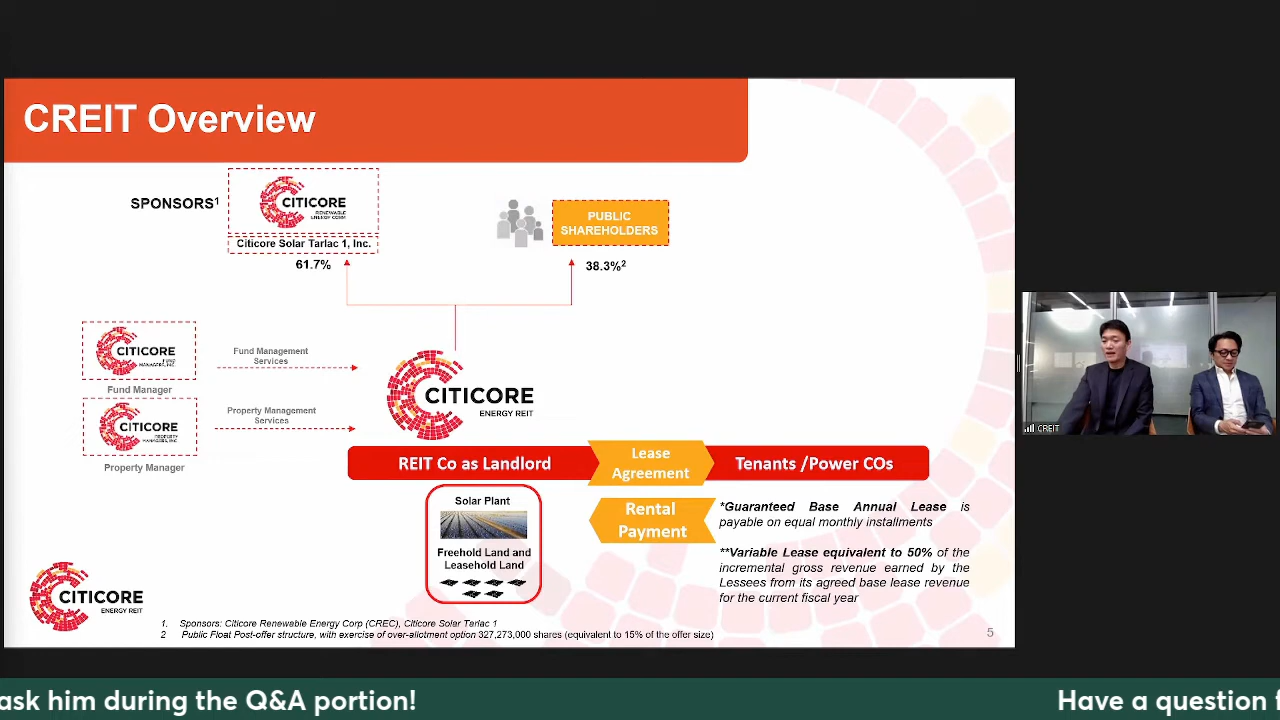 CREIT Overview
SPONSORS¹
CITICORE
RENEWABLE
ENERGY CORP
Citicore Solar Tarlac 1, Inc.
61.7%
PUBLIC
SHAREHOLDERS
38.3%²
CITICORE
FUND
MANAGERS, INC.
Fund Manager
Fund Management
Services
CITICORE
PROPERTY
MANAGERS, INC.
Property Manager
Property Management
Services
CITICORE
ENERGY REIT
REIT Co as Landlord
Lease
Agreement
Tenants /Power COs
Solar Plant
Freehold Land and
Leasehold Land
Rental
Payment
*Guaranteed Base Annual Lease is
payable on equal monthly installments
**Variable Lease equivalent to 50% of the
incremental gross revenue earned by the
Lessees from its agreed base lease revenue
for the current fiscal year
CITICORE
ENERGY REIT
1. Sponsors: Citicore Renewable Energy Corp (CREC), Citicore Solar Tarlac 1
2 Public Float Post-offer structure, with exercise of over-allotment option 327,273,000 shares (equivalent to 15% of the offer size)
5
CREIT
ask him during the Q&A portion!
Have a question